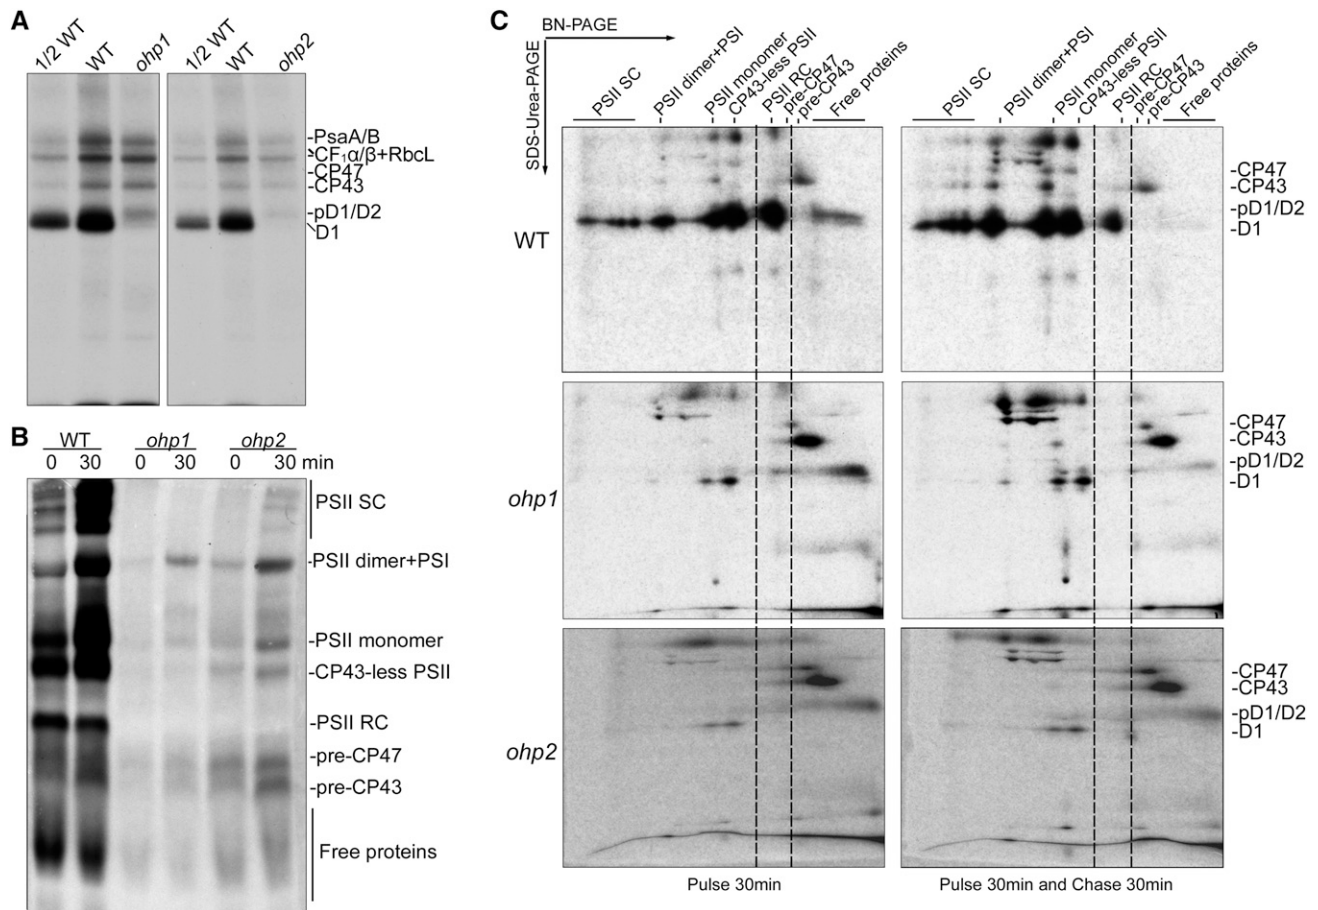 A
1/2 WT
WT
ohp1
1/2 WT
WT
ohp2
-PsaA/B
CF₁α/β+RbcL
-CP47
-CP43
-pD1/D2
D1
B
WT
ohp1
ohp2
0 30 0 30 0 30 min
PSII SC
-PSII dimer+PSI
-PSII monomer
-CP43-less PSII
-PSII RC
-pre-CP47
-pre-CP43
Free proteins
C
BN-PAGE
SDS-Urea-PAGE
PSII SC
PSII dimer+PSI
PSII monomer
CP43-less PSII
PSII RC
pre-CP47
pre-CP43
Free proteins
PSII SC
PSII dimer+PSI
PSII monomer
CP43-less PSII
PSII RC
pre-CP47
pre-CP43
Free proteins
WT
-CP47
-CP43
-pD1/D2
-D1
ohp1
-CP47
-CP43
-pD1/D2
-D1
ohp2
-CP47
-CP43
-pD1/D2
-D1
Pulse 30min
Pulse 30min and Chase 30min